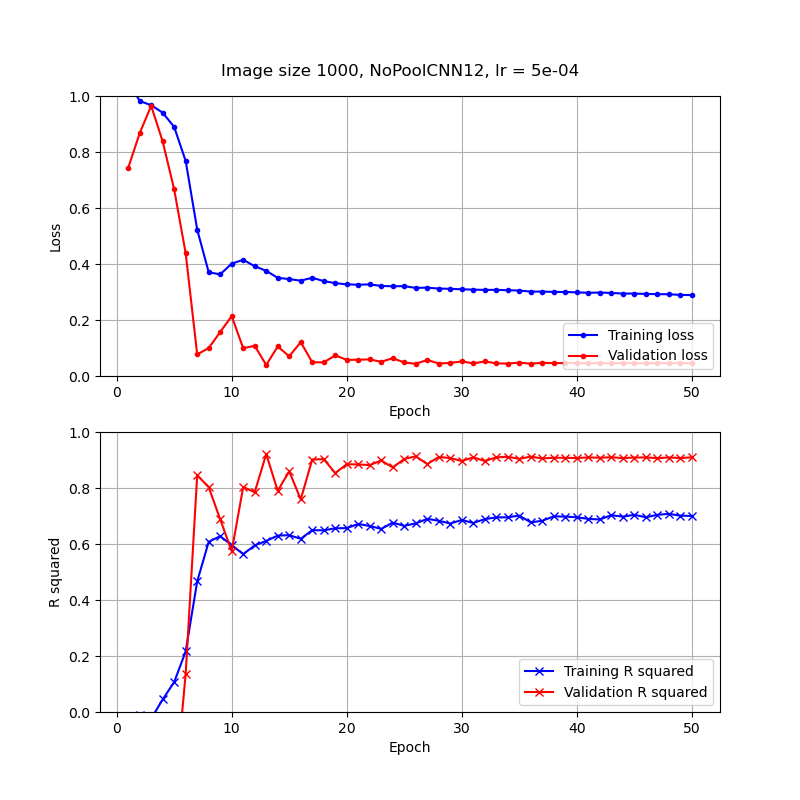 Image size 1000, NoPoolCNN12, lr = 5e-04
1.0
0.8
0.6
0.4
0.2
0.0
Loss
Training loss
Validation loss
0 10 20 30 40 50
Epoch
1.0
0.8
0.6
0.4
0.2
0.0
R squared
Training R squared
Validation R squared
0 10 20 30 40 50
Epoch